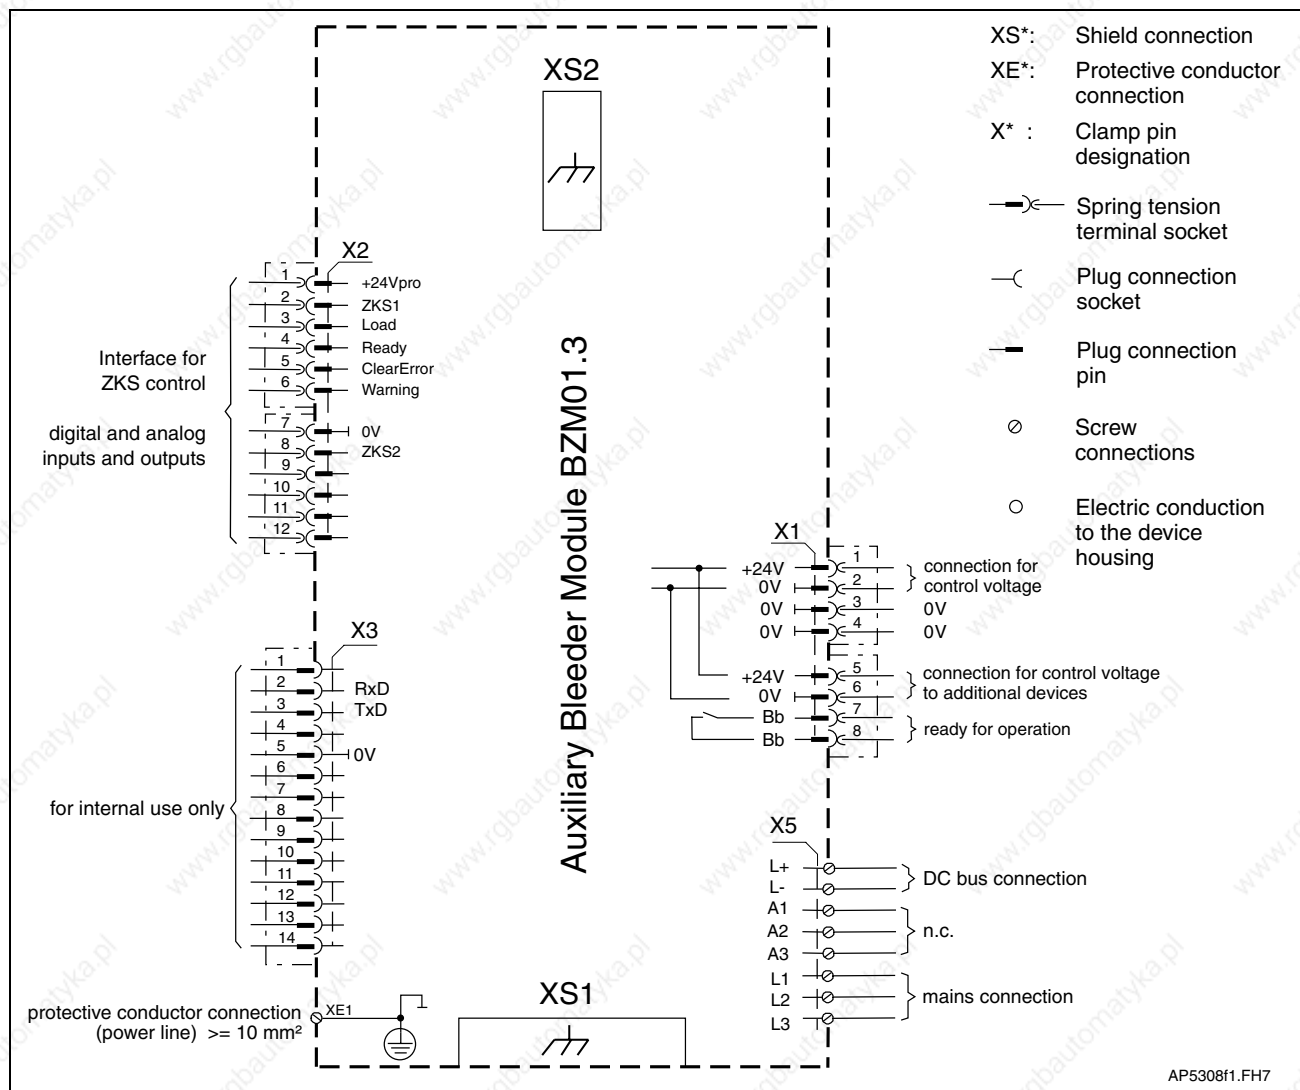 XS*: Shield connection
XE*: Protective conductor
connection
X* : Clamp pin
designation
Spring tension
terminal socket
Plug connection
socket
Plug connection
pin
Screw
connections
Electric conduction
to the device
housing
XS2
Auxiliary Bleeder Module BZM01.3
X2
1 +24Vpro
2 ZKS1
3 Load
4 Ready
5 ClearError
6 Warning
7 0V
8 ZKS2
9
10
11
12
Interface for
ZKS control
digital and analog
inputs and outputs
X3
1
2 RxD
3 TxD
4
5 0V
6
7
8
9
10
11
12
13
14
for internal use only
X1
+24V 1
0V 2
connection for
control voltage
0V 3 0V
0V 4 0V
+24V 5
0V 6
connection for control voltage
to additional devices
Bb 7
Bb 8
ready for operation
X5
L+
L-
DC bus connection
A1
A2
A3
n.c.
L1
L2
L3
mains connection
protective conductor connection
(power line) >= 10 mm²
XE1
XS1
AP5308f1.FH7
www.rgbautomatyka.pl